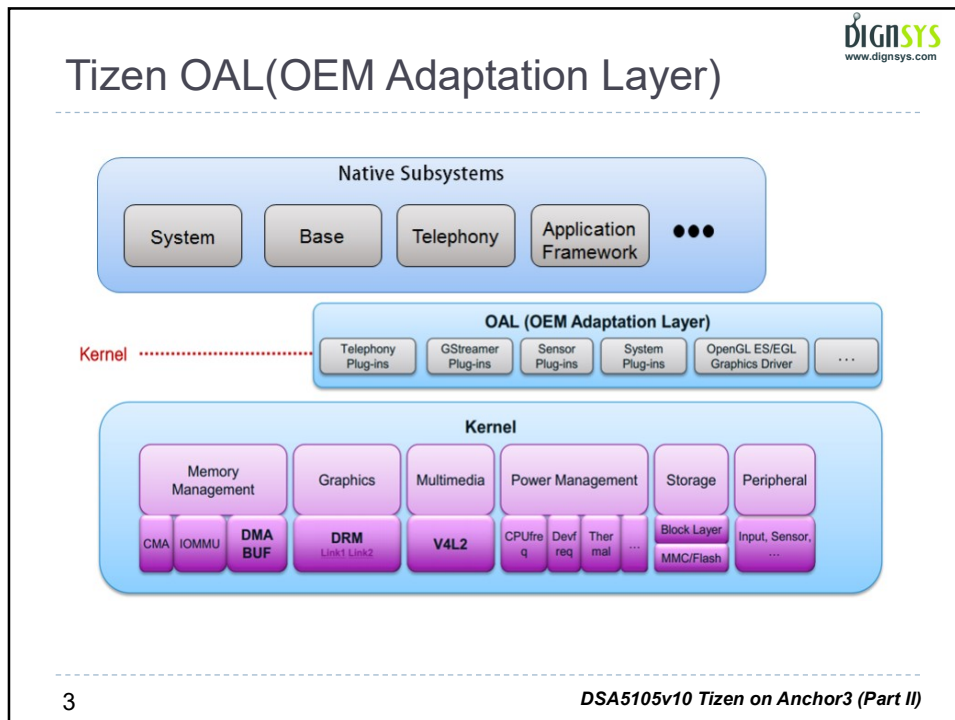 DIGNSYS
www.dignsys.com
Tizen OAL(OEM Adaptation Layer)
Native Subsystems
System
Base
Telephony
Application
Framework
•••
OAL (OEM Adaptation Layer)
Kernel
Telephony
Plug-ins
GStreamer
Plug-ins
Sensor
Plug-ins
System
Plug-ins
OpenGL ES/EGL
Graphics Driver
...
Kernel
Memory
Management
Graphics
Multimedia
Power Management
Storage
Peripheral
CMA
IOMMU
DMA
BUF
DRM
Link1 Link2
V4L2
CPUfre
q
Devf
req
Ther
mal
...
Block Layer
MMC/Flash
Input, Sensor,
...
3
DSA5105v10 Tizen on Anchor3 (Part II)